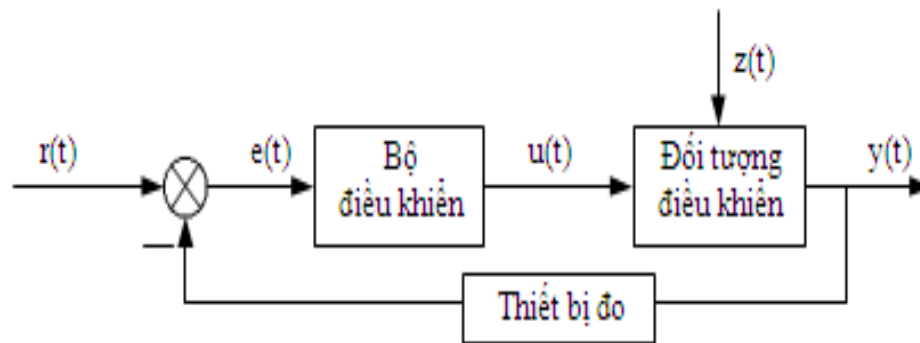 z(t)
r(t)
e(t)
Bộ
điều khiển
u(t)
Đối tượng
điều khiển
y(t)
Thiết bị đo